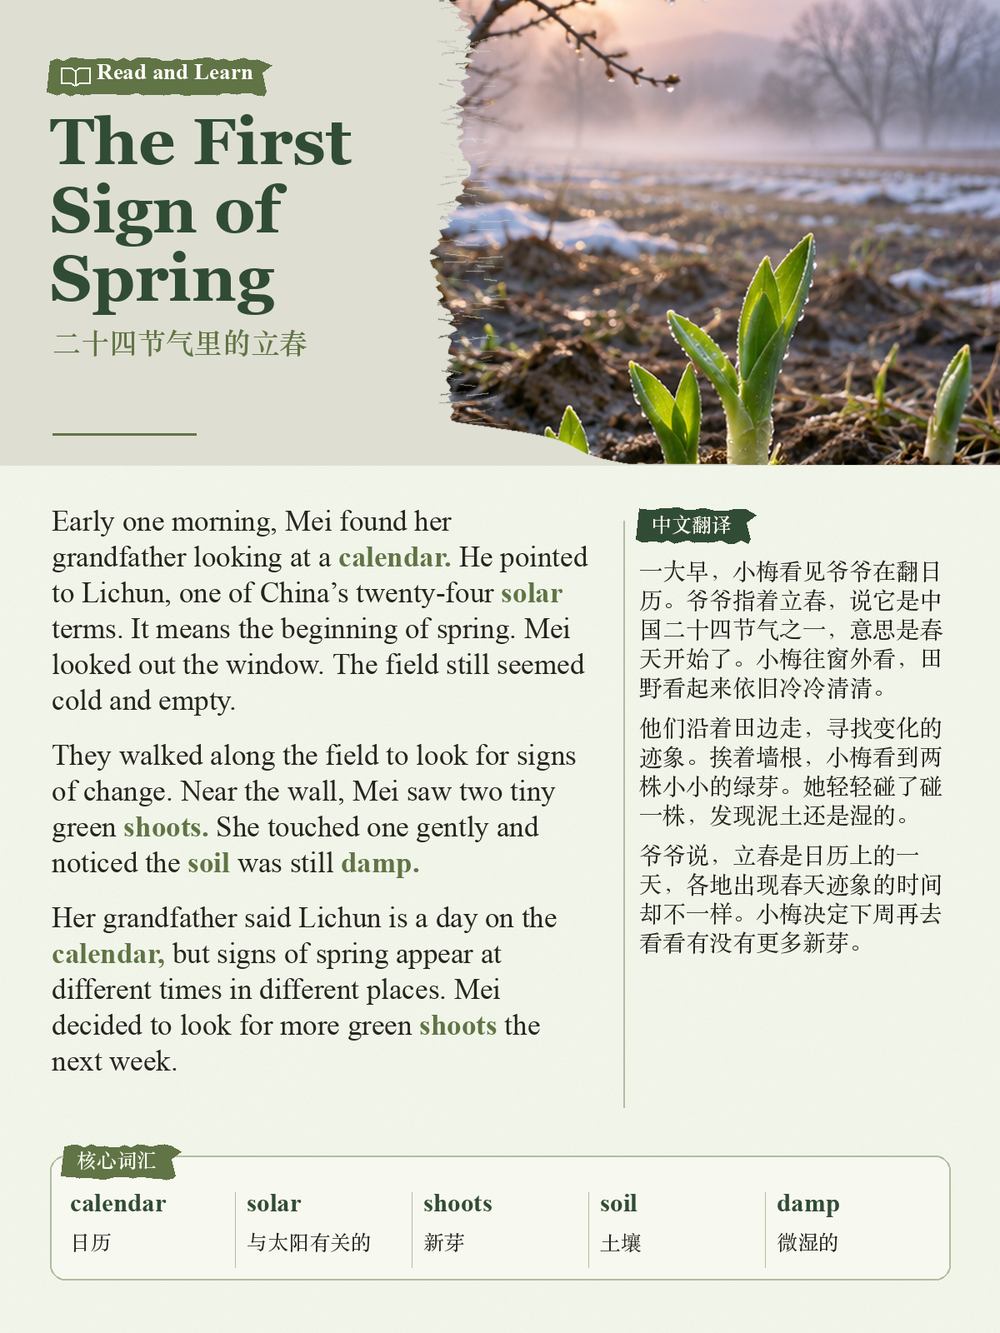 Read and Learn
The First
Sign of
Spring
二十四节气里的立春
Early one morning, Mei found her
grandfather looking at a calendar. He pointed
to Lichun, one of China’s twenty-four solar
terms. It means the beginning of spring. Mei
looked out the window. The field still seemed
cold and empty.
They walked along the field to look for signs
of change. Near the wall, Mei saw two tiny
green shoots. She touched one gently and
noticed the soil was still damp.
Her grandfather said Lichun is a day on the
calendar, but signs of spring appear at
different times in different places. Mei
decided to look for more green shoots the
next week.
中文翻译
一大早，小梅看见爷爷在翻日
历。爷爷指着立春，说它是中
国二十四节气之一，意思是春
天开始了。小梅往窗外看，田
野看起来依旧冷冷清清。
他们沿着田边走，寻找变化的
迹象。挨着墙根，小梅看到两
株小小的绿芽。她轻轻碰了碰
一株，发现泥土还是湿的。
爷爷说，立春是日历上的一
天，各地出现春天迹象的时间
却不一样。小梅决定下周再去
看看有没有更多新芽。
核心词汇
calendar
日历
solar
与太阳有关的
shoots
新芽
soil
土壤
damp
微湿的